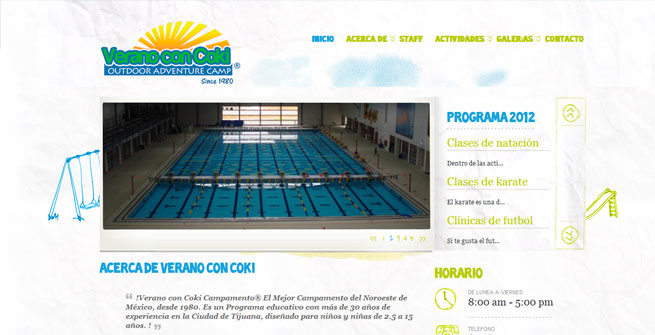 Verano con Coki
OUTDOOR ADVENTURE CAMP ®
Since 1980
INICIO ACERCA DE STAFF ACTIVIDADES GALERIAS CONTACTO
PROGRAMA 2012
Clases de natación
Dentro de las acti...
Clases de karate
El karate es una d...
Clínicas de futbol
Si te gusta el fut...
« < 1 2 3 4 > »
ACERCA DE VERANO CON COKI
“ !Verano con Coki Campamento® El Mejor Campamento del Noroeste de
México, desde 1980. Es un Programa educativo con más de 30 años de
experiencia en la Ciudad de Tijuana, diseñado para niños y niñas de 2.5 a 15
años. ! ”
HORARIO
DE LUNEA A VIERNES
8:00 am - 5:00 pm
TELEFONO